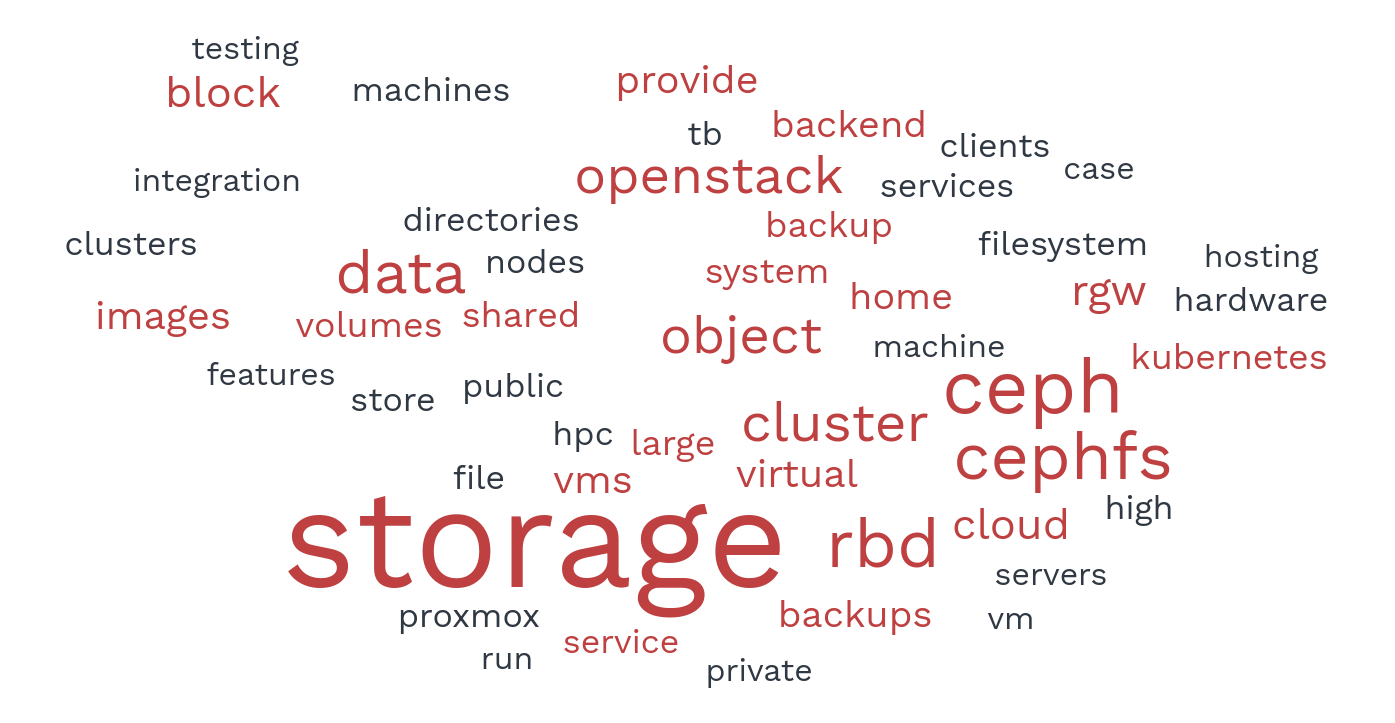 testing
block
machines
provide
tb
backend
clients
case
integration
openstack
services
directories
backup
clusters
filesystem
hosting
data
nodes
system
home
rgw
hardware
images
volumes
shared
object
machine
kubernetes
features
store
public
ceph
hpc
large
cluster
cephfs
file
vms
virtual
high
storage
rbd
cloud
servers
proxmox
service
backups
vm
run
private